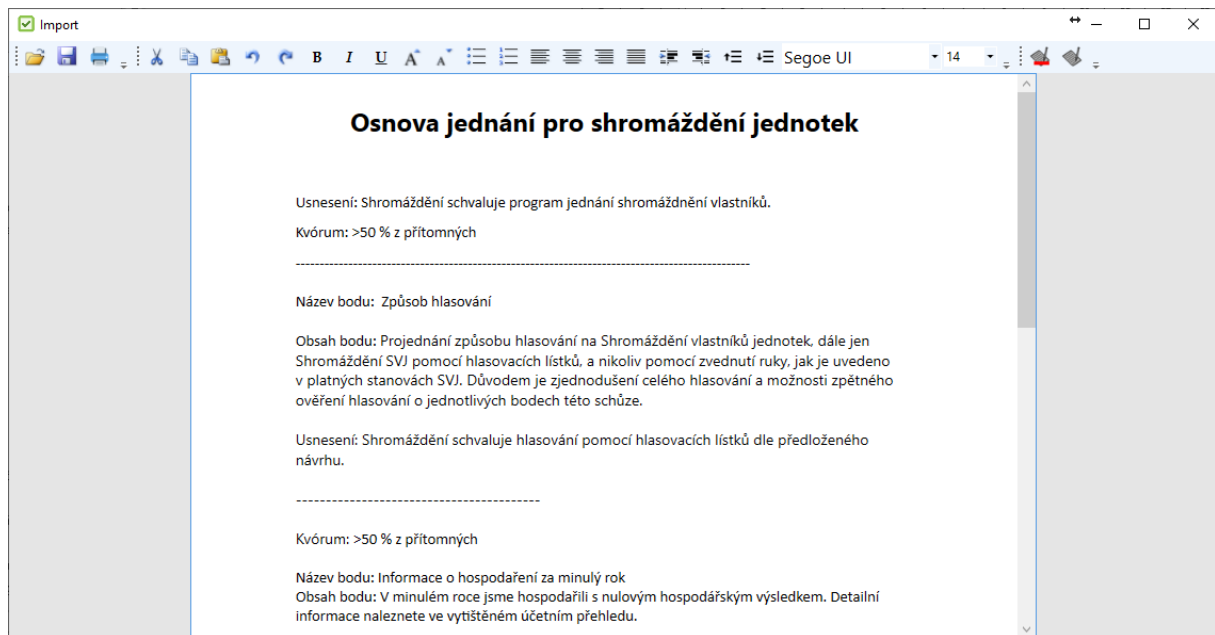 Import
B I U A A Segoe UI 14
Osnova jednání pro shromáždění jednotek
Usnesení: Shromáždění schvaluje program jednání shromáždnění vlastníků.
Kvórum: >50 % z přítomných
-----------------------------------------------------------------------------------------------
Název bodu:  Způsob hlasování
Obsah bodu: Projednání způsobu hlasování na Shromáždění vlastníků jednotek, dále jen
Shromáždění SVJ pomocí hlasovacích lístků, a nikoliv pomocí zvednutí ruky, jak je uvedeno
v platných stanovách SVJ. Důvodem je zjednodušení celého hlasování a možnosti zpětného
ověření hlasování o jednotlivých bodech této schůze.
Usnesení: Shromáždění schvaluje hlasování pomocí hlasovacích lístků dle předloženého
návrhu.
-----------------------------------------
Kvórum: >50 % z přítomných
Název bodu: Informace o hospodaření za minulý rok
Obsah bodu: V minulém roce jsme hospodařili s nulovým hospodářským výsledkem. Detailní
informace naleznete ve vytištěném účetním přehledu.